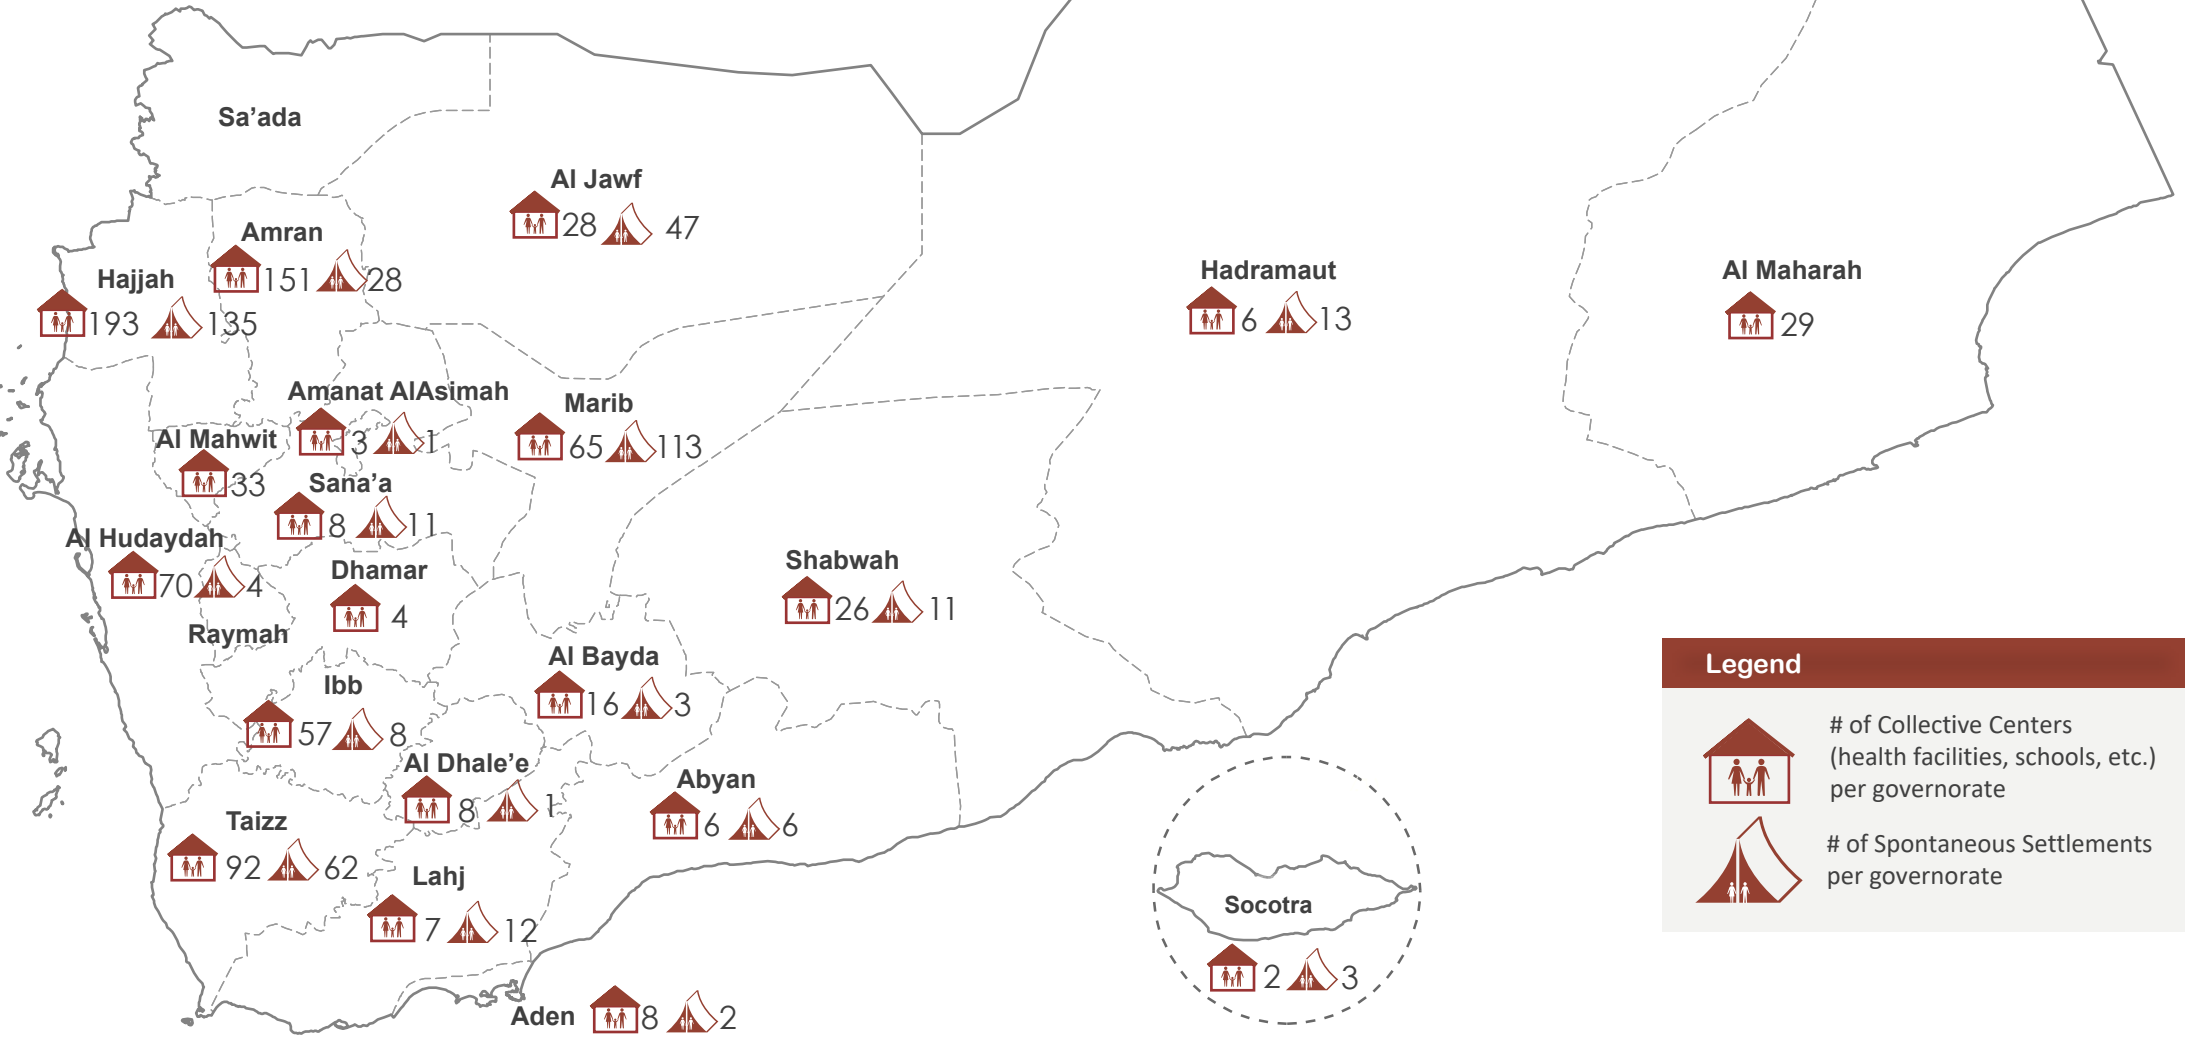 Sa’ada
Al Jawf
28 47
Amran
151 28
Hajjah
193 135
Hadramaut
6 13
Al Maharah
29
Amanat AlAsimah
3 1
Marib
65 113
Al Mahwit
33
Sana’a
8 11
Al Hudaydah
70 4
Dhamar
4
Shabwah
26 11
Raymah
Al Bayda
16 3
Ibb
57 8
Al Dhale’e
8 1
Abyan
6 6
Taizz
92 62
Lahj
7 12
Socotra
2 3
Aden 8 2
Legend
# of Collective Centers
(health facilities, schools, etc.)
per governorate
# of Spontaneous Settlements
per governorate